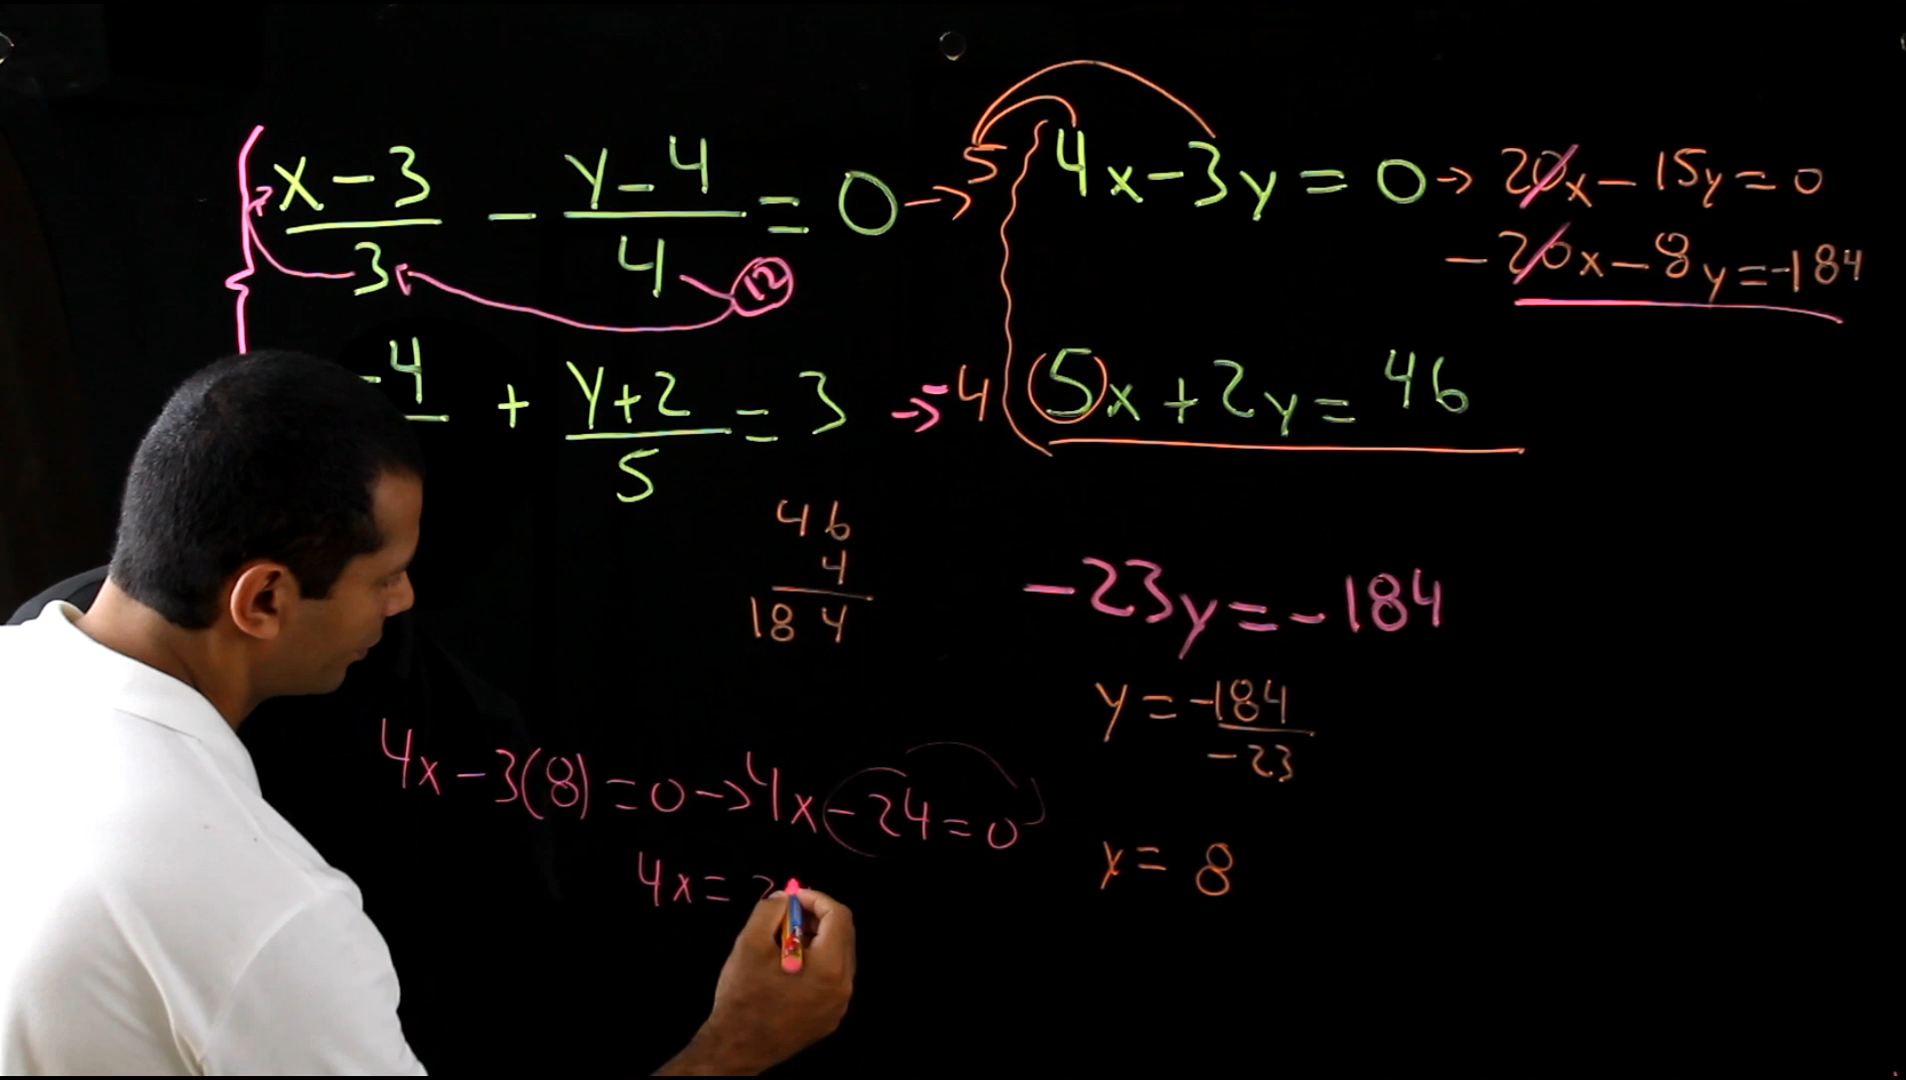 x-3/3 - y-4/4 = 0 → 5 4x-3y=0 → 20x-15y=0
12
-20x-8y=-184
-4 + y+2/5 = 3 → -4 5x+2y=46
46
4
184
-23y=-184
y=-184/-23
4x-3(8)=0→4x-24=0
y=8
4x=2